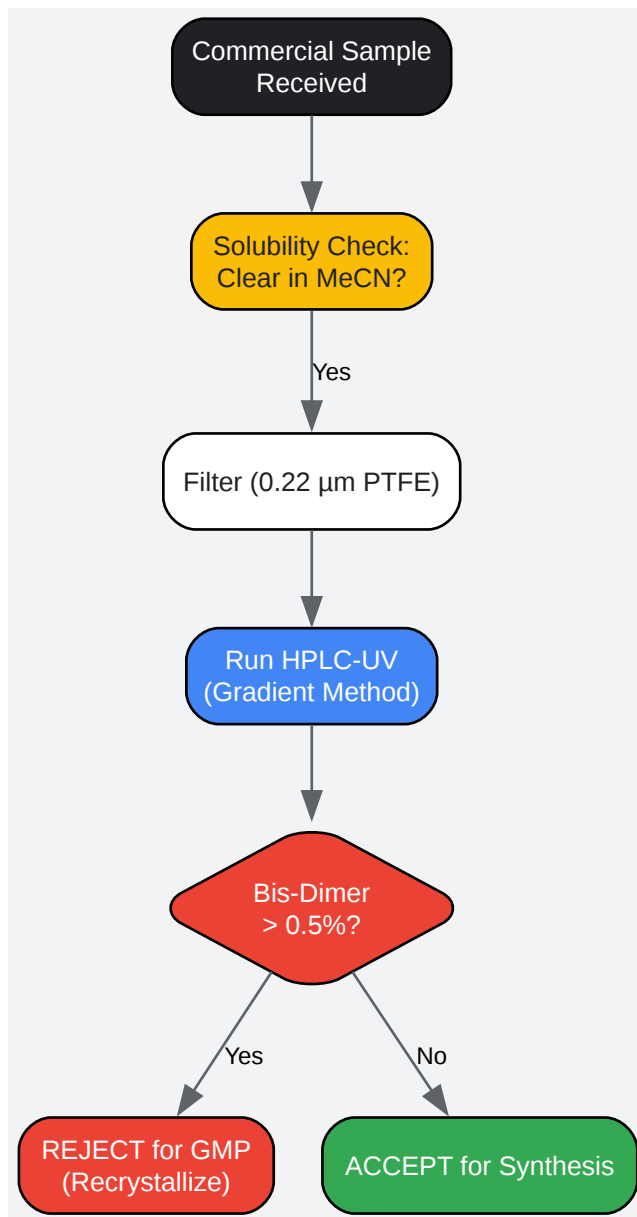 Commercial Sample
Received
Solubility Check:
Clear in MeCN?
Yes
Filter (0.22 µm PTFE)
Run HPLC-UV
(Gradient Method)
Bis-Dimer
> 0.5%?
Yes
No
REJECT for GMP
(Recrystallize)
ACCEPT for Synthesis